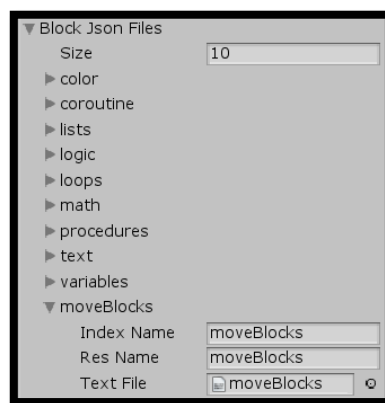 Block Json Files
Size 10
color
coroutine
lists
logic
loops
math
procedures
text
variables
moveBlocks
Index Name moveBlocks
Res Name moveBlocks
Text File moveBlocks